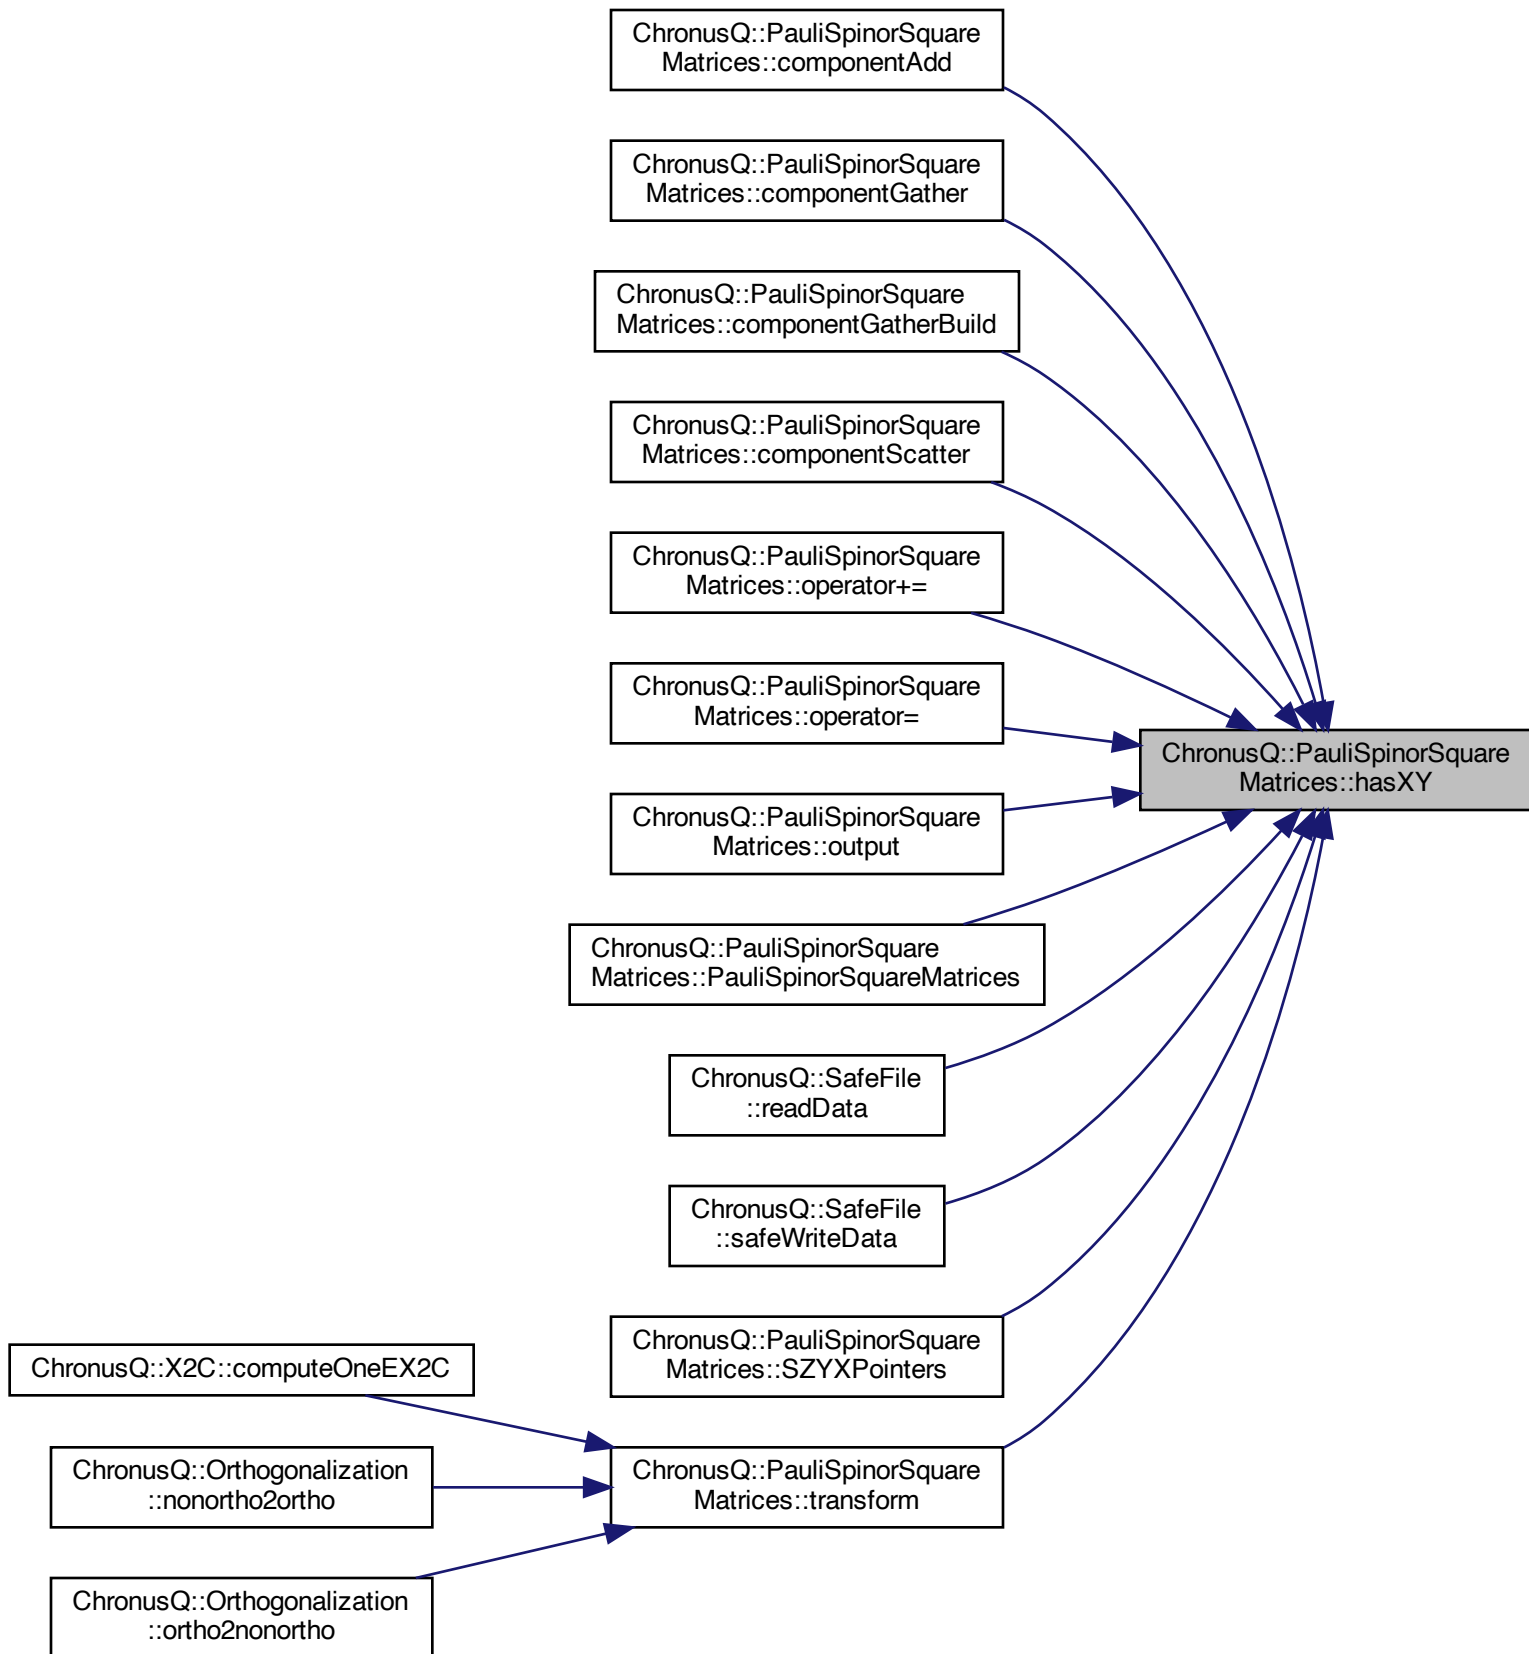 ChronusQ::PauliSpinorSquare
Matrices::componentAdd
ChronusQ::PauliSpinorSquare
Matrices::componentGather
ChronusQ::PauliSpinorSquare
Matrices::componentGatherBuild
ChronusQ::PauliSpinorSquare
Matrices::componentScatter
ChronusQ::PauliSpinorSquare
Matrices::operator+=
ChronusQ::PauliSpinorSquare
Matrices::operator=
ChronusQ::PauliSpinorSquare
Matrices::hasXY
ChronusQ::PauliSpinorSquare
Matrices::output
ChronusQ::PauliSpinorSquare
Matrices::PauliSpinorSquareMatrices
ChronusQ::SafeFile
::readData
ChronusQ::SafeFile
::safeWriteData
ChronusQ::PauliSpinorSquare
Matrices::SZYXPointers
ChronusQ::X2C::computeOneEX2C
ChronusQ::Orthogonalization
::nonortho2ortho
ChronusQ::PauliSpinorSquare
Matrices::transform
ChronusQ::Orthogonalization
::ortho2nonortho